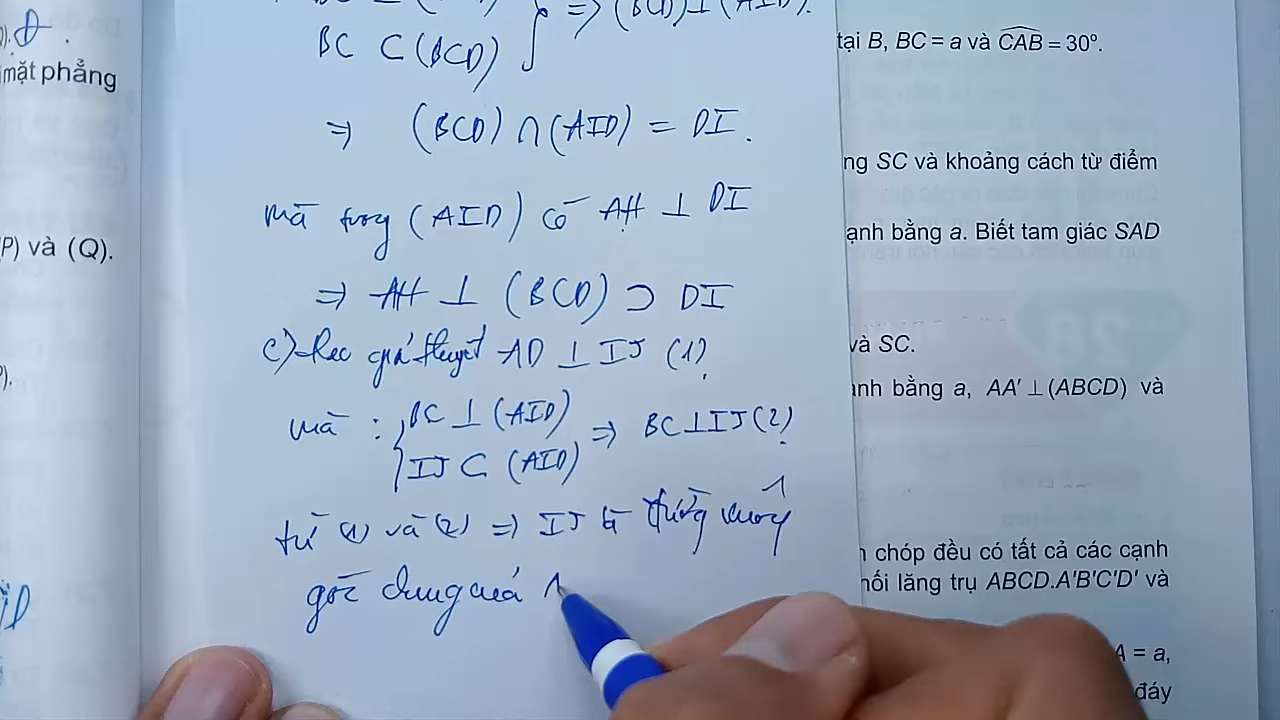 mặt phẳng
P) và (Q).
BC ⊂ (BCD) } => (BCD) ⊥ (AID).
=> (BCD) ∩ (AID) = DI.
mà trong (AID) có AH ⊥ DI
=> AH ⊥ (BCD) ⊃ DI
c) theo giả thuyết AD ⊥ IJ (1)
mà : { BC ⊥ (AID)
IJ ⊂ (AID) => BC ⊥ IJ (2)
từ (1) và (2) => IJ là đường vuông
góc chung của
tại B, BC = a và CAB = 30°.
ng SC và khoảng cách từ điểm
ạnh bằng a. Biết tam giác SAD
và SC.
ạnh bằng a, AA' ⊥ (ABCD) và
n chóp đều có tất cả các cạnh
hối lăng trụ ABCD.A'B'C'D' và
A = a,
đáy